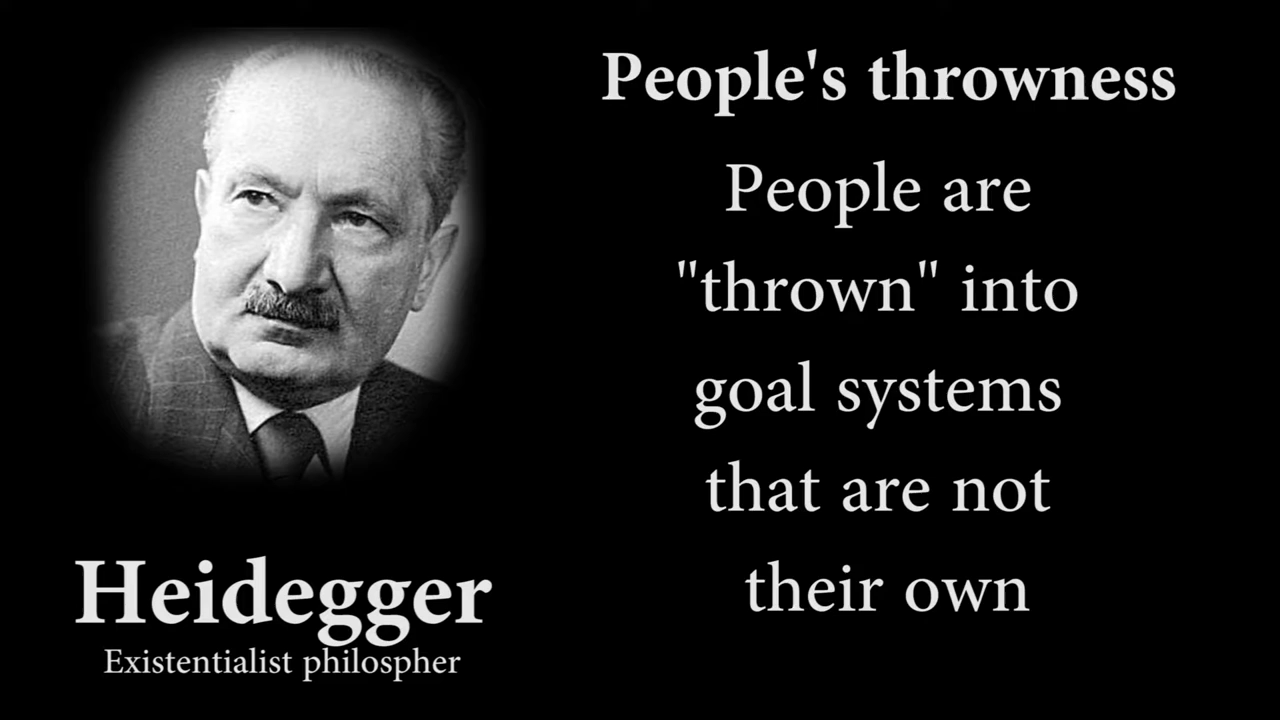 People's throwness
People are
"thrown" into
goal systems
that are not
their own
Heidegger
Existentialist philospher